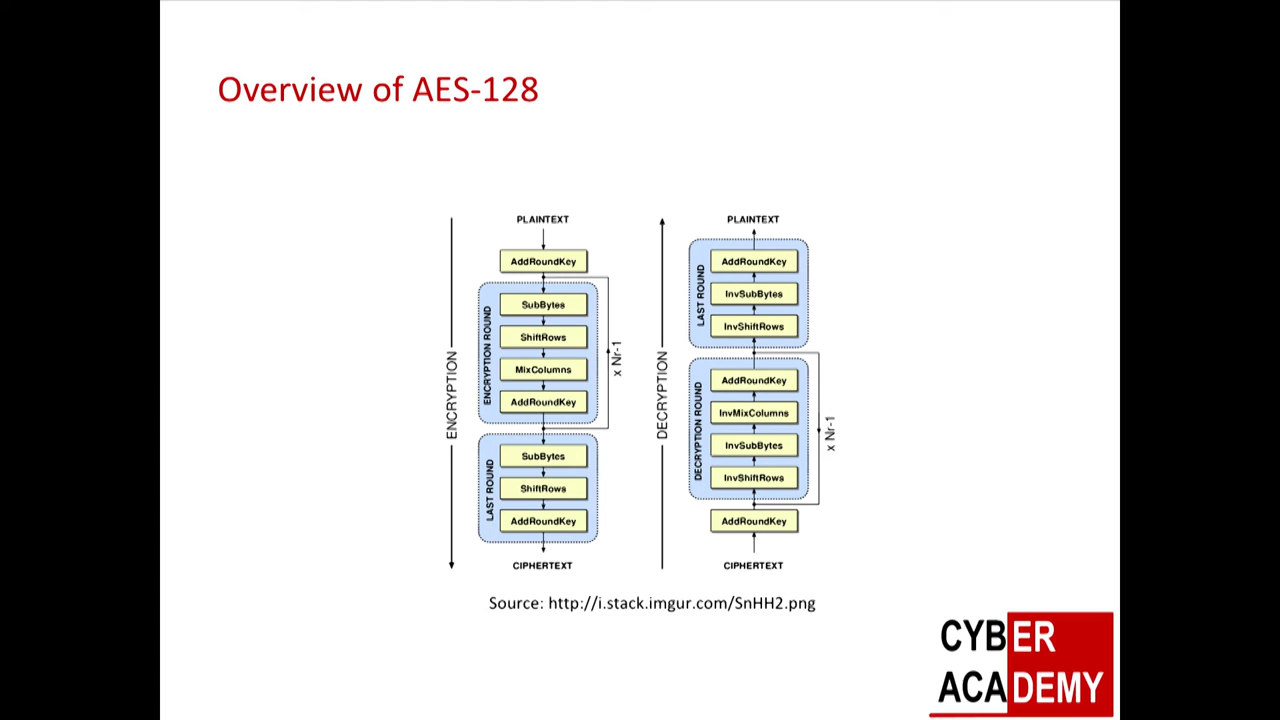 Overview of AES-128
PLAINTEXT
AddRoundKey
SubBytes
ShiftRows
MixColumns
AddRoundKey
ENCRYPTION ROUND
x Nr-1
SubBytes
ShiftRows
AddRoundKey
LAST ROUND
CIPHERTEXT
ENCRYPTION
PLAINTEXT
AddRoundKey
InvSubBytes
InvShiftRows
LAST ROUND
AddRoundKey
InvMixColumns
InvSubBytes
InvShiftRows
DECRYPTION ROUND
x Nr-1
AddRoundKey
CIPHERTEXT
DECRYPTION
Source: http://i.stack.imgur.com/SnHH2.png
CYBER
ACADEMY